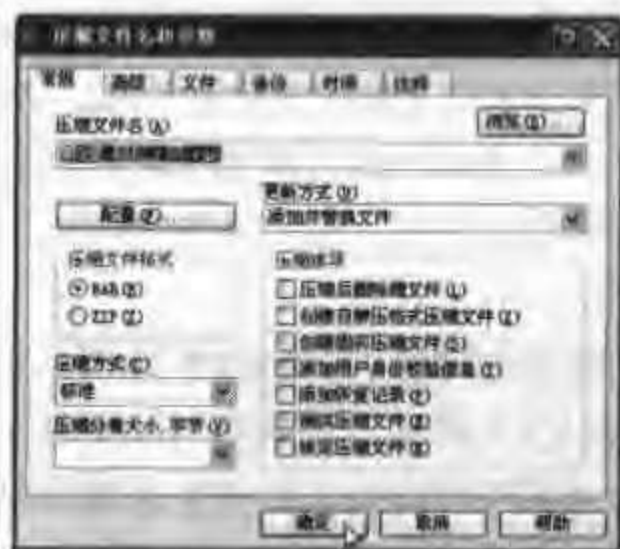 压缩文件名和参数
常规 高级 文件 备份 时间 注释
压缩文件名(A)
浏览(B)...
配置(F)...
更新方式(U)
添加并替换文件
压缩文件格式
RAR(R)
ZIP(Z)
压缩选项
压缩后删除源文件(L)
创建自解压格式压缩文件(X)
创建固实压缩文件(S)
添加用户身份校验信息(T)
添加恢复记录(E)
测试压缩文件(D)
锁定压缩文件(K)
压缩方式(C)
标准
压缩分卷大小,字节(V)
确定 取消 帮助